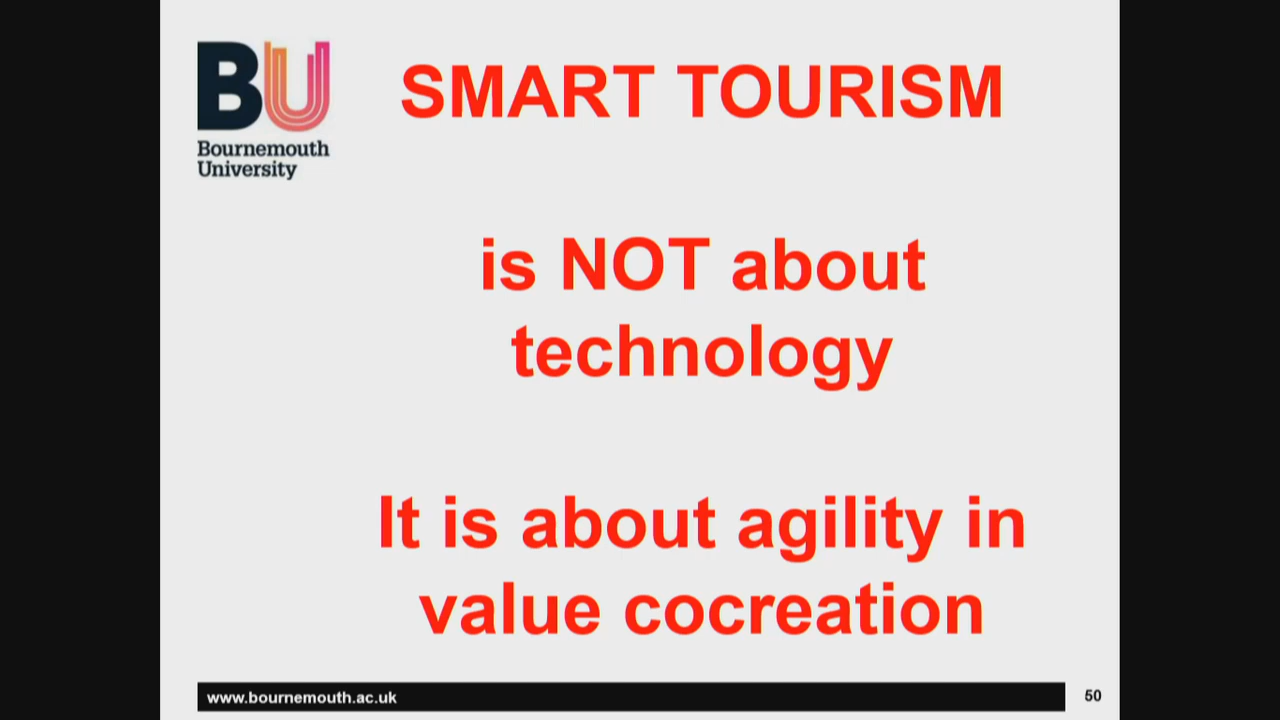 BU
Bournemouth
University
SMART TOURISM
is NOT about
technology
It is about agility in
value cocreation
www.bournemouth.ac.uk
50